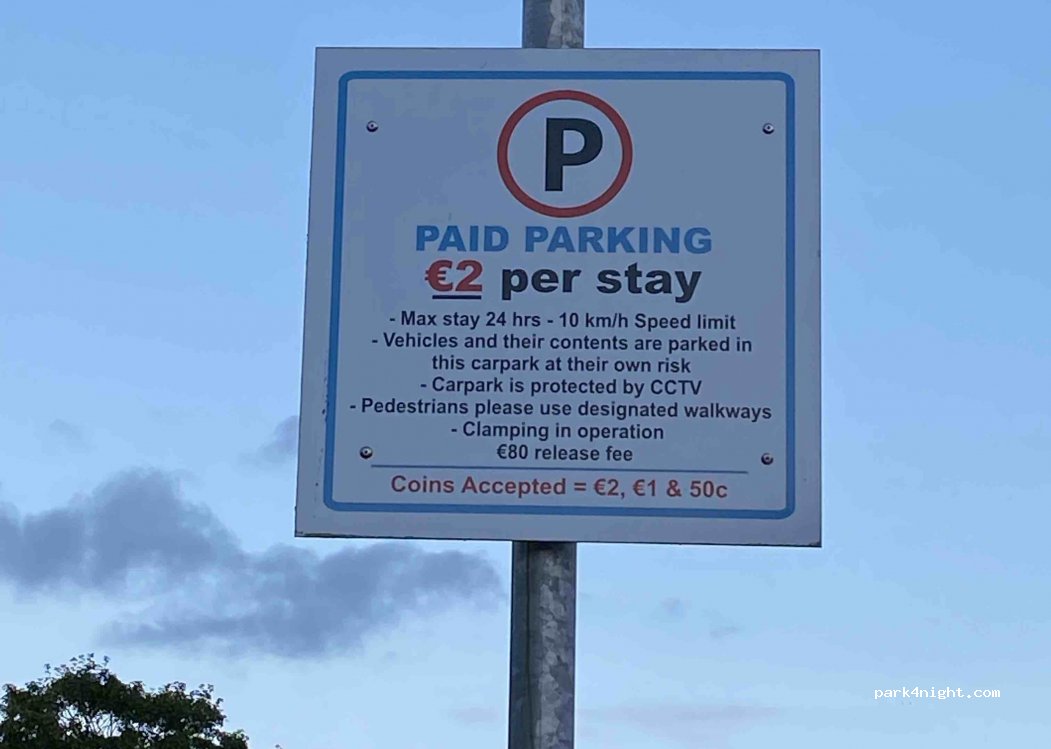 P
PAID PARKING
€2 per stay
- Max stay 24 hrs - 10 km/h Speed limit
- Vehicles and their contents are parked in
this carpark at their own risk
- Carpark is protected by CCTV
- Pedestrians please use designated walkways
- Clamping in operation
€80 release fee
Coins Accepted = €2, €1 & 50c
park4night.com